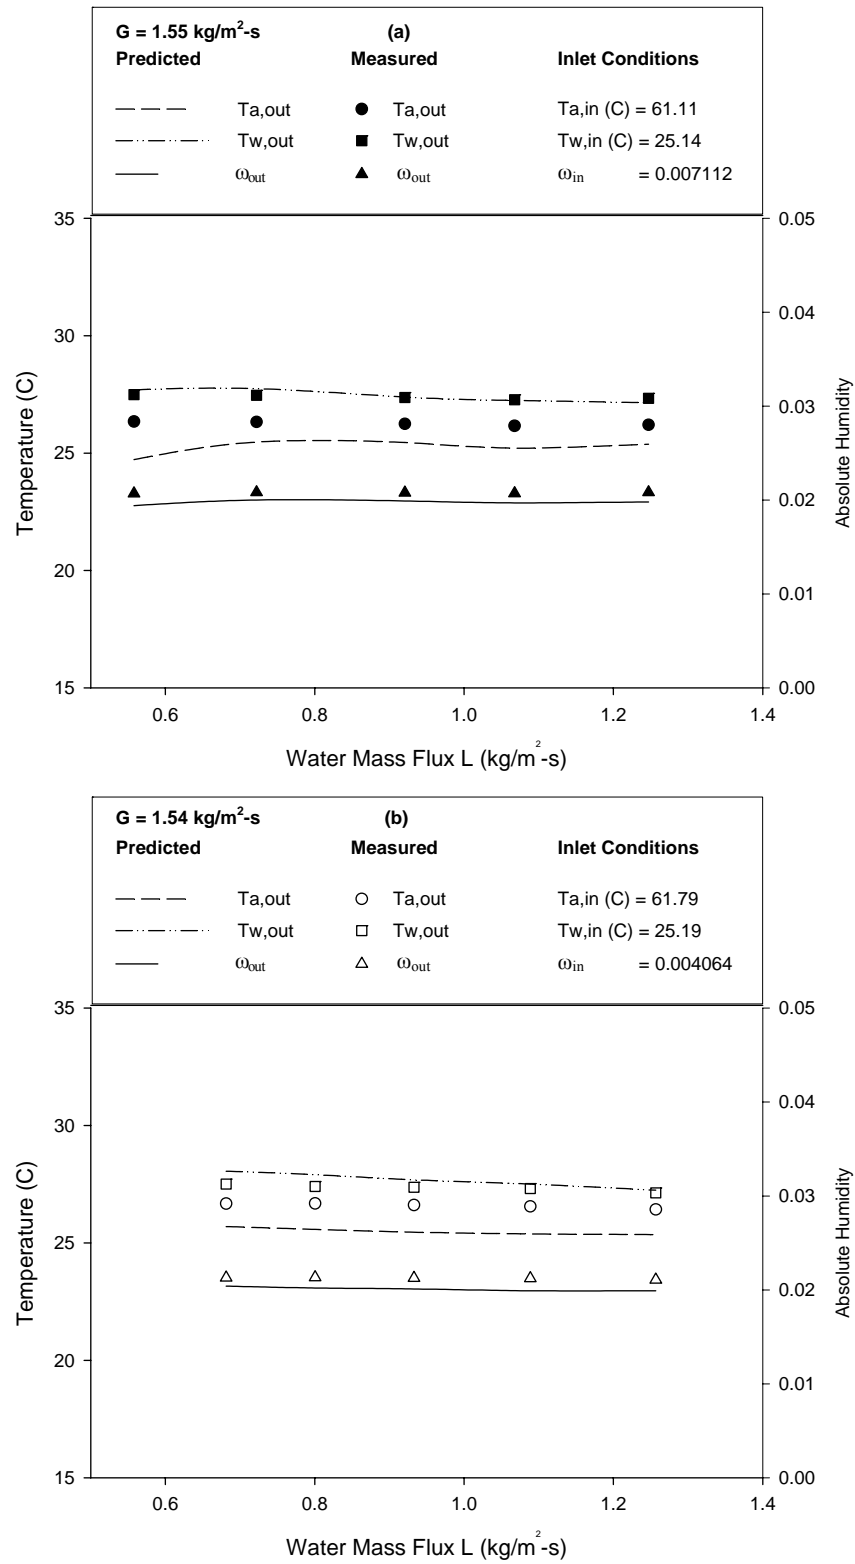 G = 1.55 kg/m²-s (a)
Predicted Measured Inlet Conditions
Ta,out Ta,out Ta,in (C) = 61.11
Tw,out Tw,out Tw,in (C) = 25.14
ωout ωout ωin = 0.007112
35 0.05
30 0.04
25 0.03
20 0.02
15 0.01
0.00
Temperature (C)
Absolute Humidity
0.6 0.8 1.0 1.2 1.4
Water Mass Flux L (kg/m²-s)
G = 1.54 kg/m²-s (b)
Predicted Measured Inlet Conditions
Ta,out Ta,out Ta,in (C) = 61.79
Tw,out Tw,out Tw,in (C) = 25.19
ωout ωout ωin = 0.004064
35 0.05
30 0.04
25 0.03
20 0.02
15 0.01
0.00
Temperature (C)
Absolute Humidity
0.6 0.8 1.0 1.2 1.4
Water Mass Flux L (kg/m²-s)